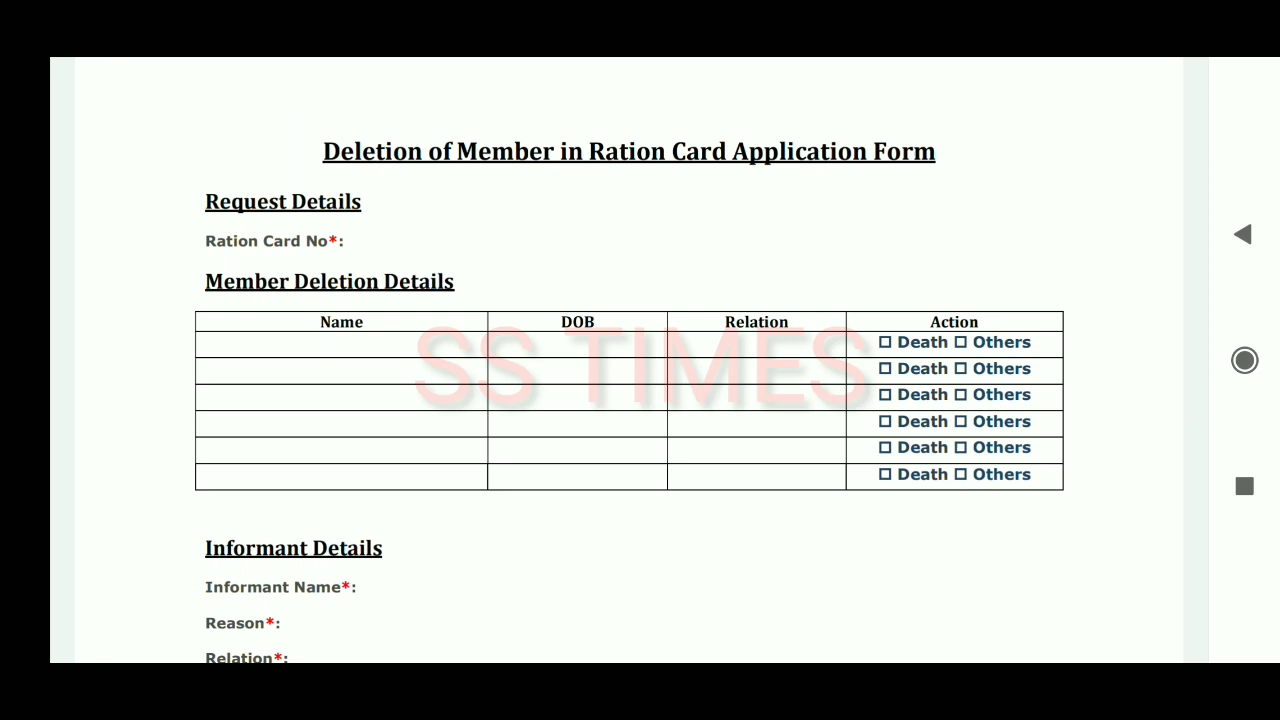 Deletion of Member in Ration Card Application Form
Request Details
Ration Card No*:
Member Deletion Details
Name DOB Relation Action
☐ Death ☐ Others
☐ Death ☐ Others
☐ Death ☐ Others
☐ Death ☐ Others
☐ Death ☐ Others
☐ Death ☐ Others
SS TIMES
Informant Details
Informant Name*:
Reason*:
Relation*: